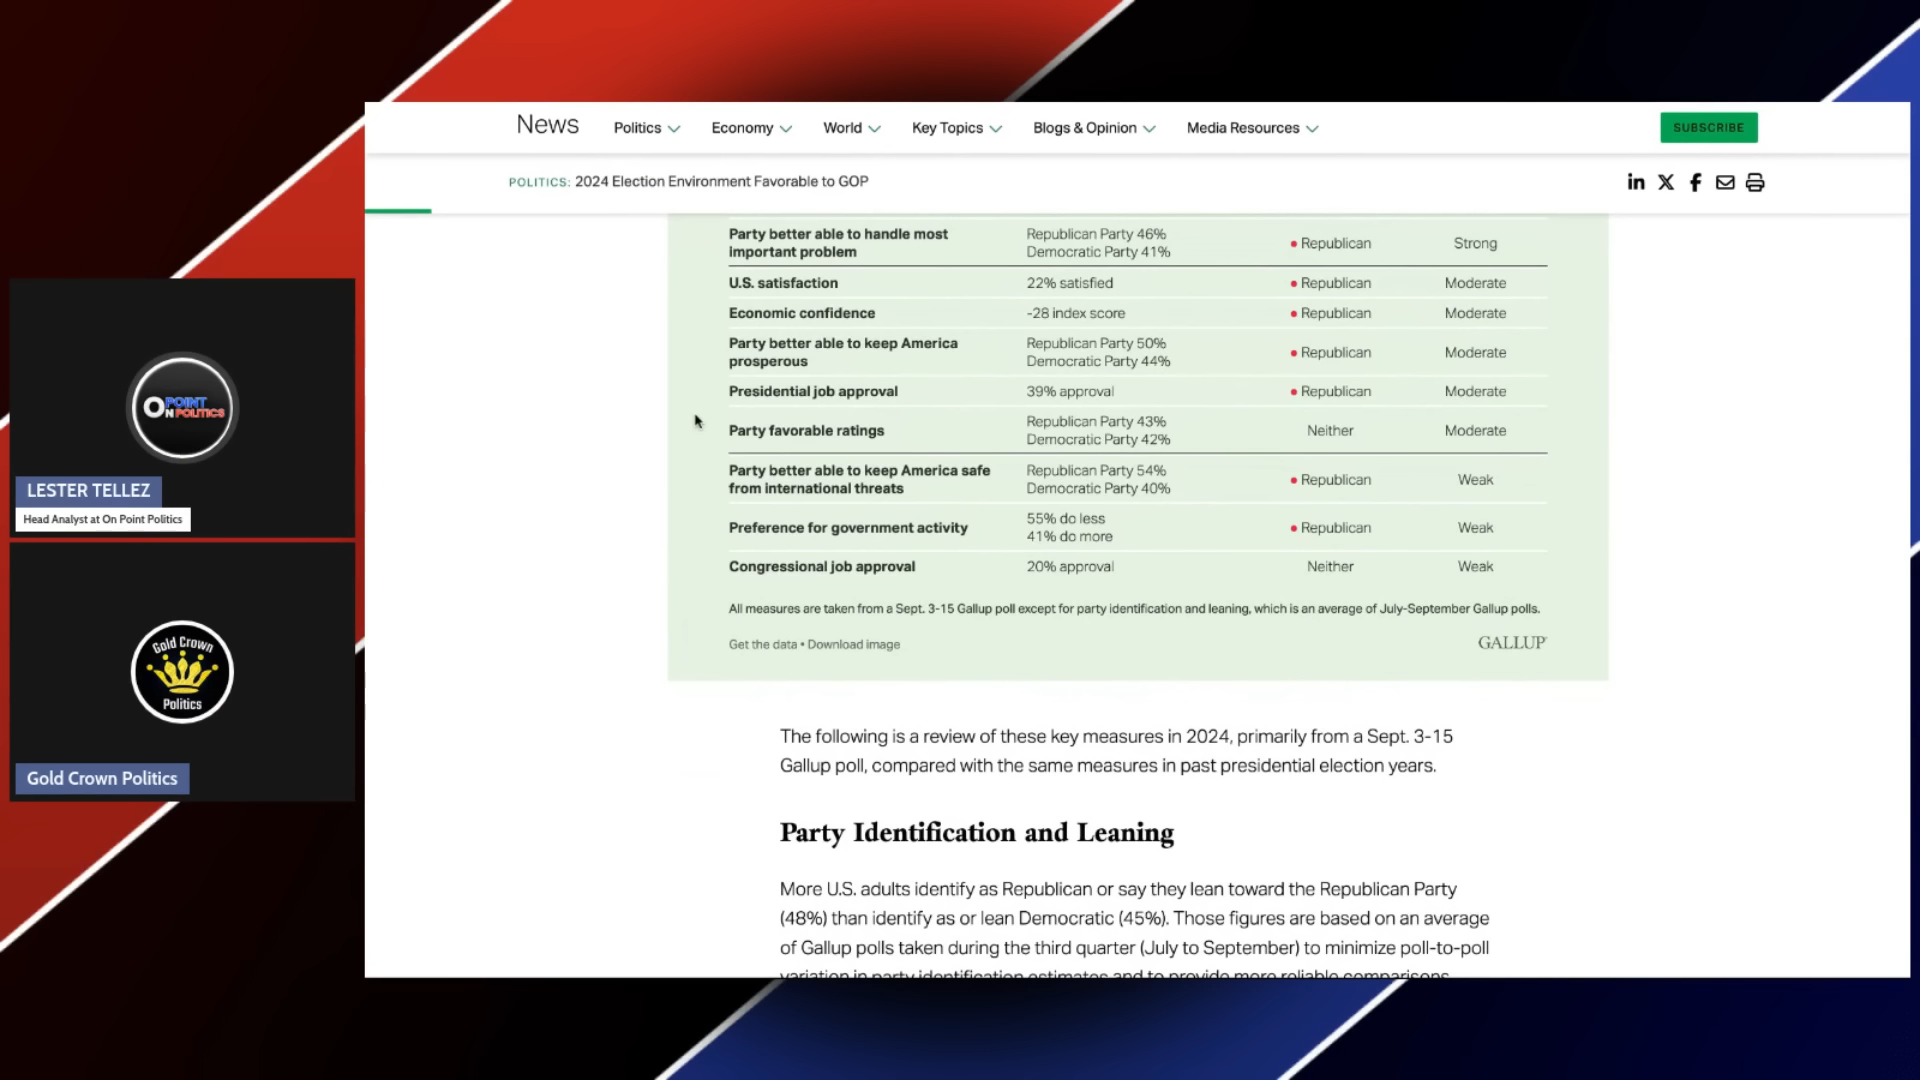 News
Politics
Economy
World
Key Topics
Blogs & Opinion
Media Resources
SUBSCRIBE
POLITICS: 2024 Election Environment Favorable to GOP
Party better able to handle most important problem
Republican Party 46%
Democratic Party 41%
Republican
Strong
U.S. satisfaction
22% satisfied
Republican
Moderate
Economic confidence
-28 index score
Republican
Moderate
Party better able to keep America prosperous
Republican Party 50%
Democratic Party 44%
Republican
Moderate
Presidential job approval
39% approval
Republican
Moderate
Party favorable ratings
Republican Party 43%
Democratic Party 42%
Neither
Moderate
Party better able to keep America safe from international threats
Republican Party 54%
Democratic Party 40%
Republican
Weak
Preference for government activity
55% do less
41% do more
Republican
Weak
Congressional job approval
20% approval
Neither
Weak
All measures are taken from a Sept. 3-15 Gallup poll except for party identification and leaning, which is an average of July-September Gallup polls.
Get the data • Download image
GALLUP
The following is a review of these key measures in 2024, primarily from a Sept. 3-15
Gallup poll, compared with the same measures in past presidential election years.
Party Identification and Leaning
More U.S. adults identify as Republican or say they lean toward the Republican Party
(48%) than identify as or lean Democratic (45%). Those figures are based on an average
of Gallup polls taken during the third quarter (July to September) to minimize poll-to-poll
variation in party identification estimates and to provide more reliable comparisons
ON POINT POLITICS
LESTER TELLEZ
Head Analyst at On Point Politics
Gold Crown
Politics
Gold Crown Politics